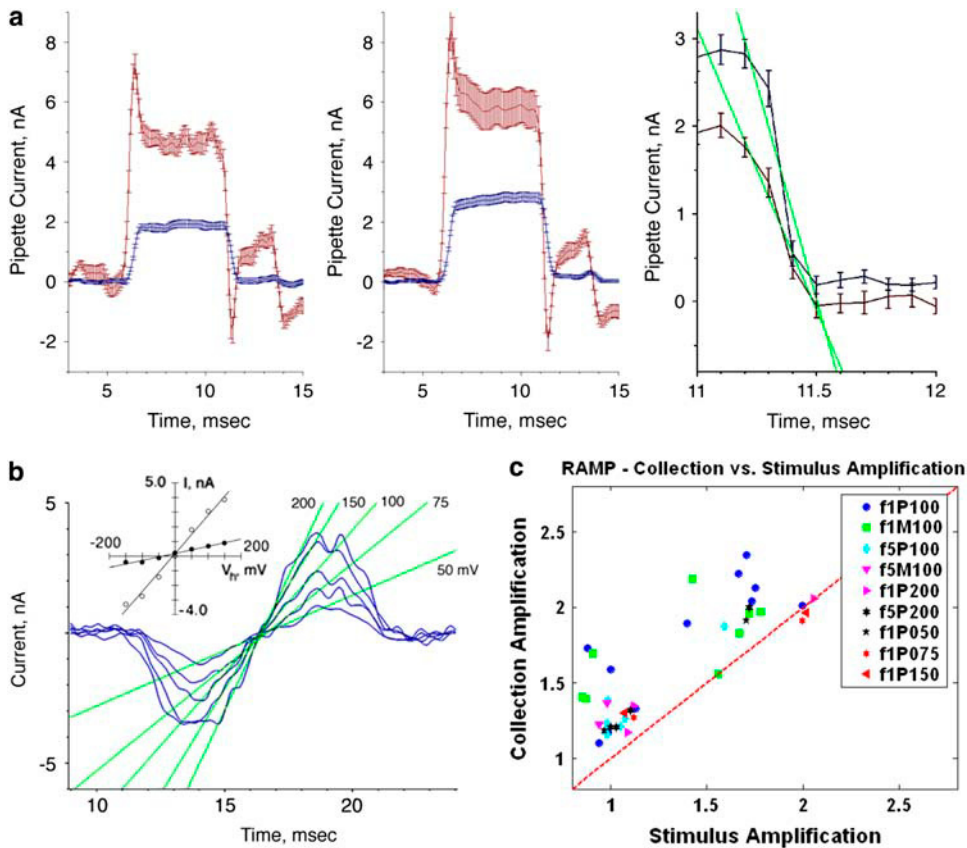 a
Pipette Current, nA
8
6
4
2
0
-2
5
10
15
Time, msec
Pipette Current, nA
8
6
4
2
0
-2
5
10
15
Time, msec
Pipette Current, nA
3
2
1
0
11
11.5
12
Time, msec
b
Current, nA
5
0
-5
10
15
20
Time, msec
5.0
I, nA
-200
200
Vh, mV
-4.0
200
150
100
75
50 mV
c
RAMP - Collection vs. Stimulus Amplification
Collection Amplification
2.5
2
1.5
1
1
1.5
2
2.5
Stimulus Amplification
f1P100
f1M100
f5P100
f5M100
f1P200
f5P200
f1P050
f1P075
f1P150